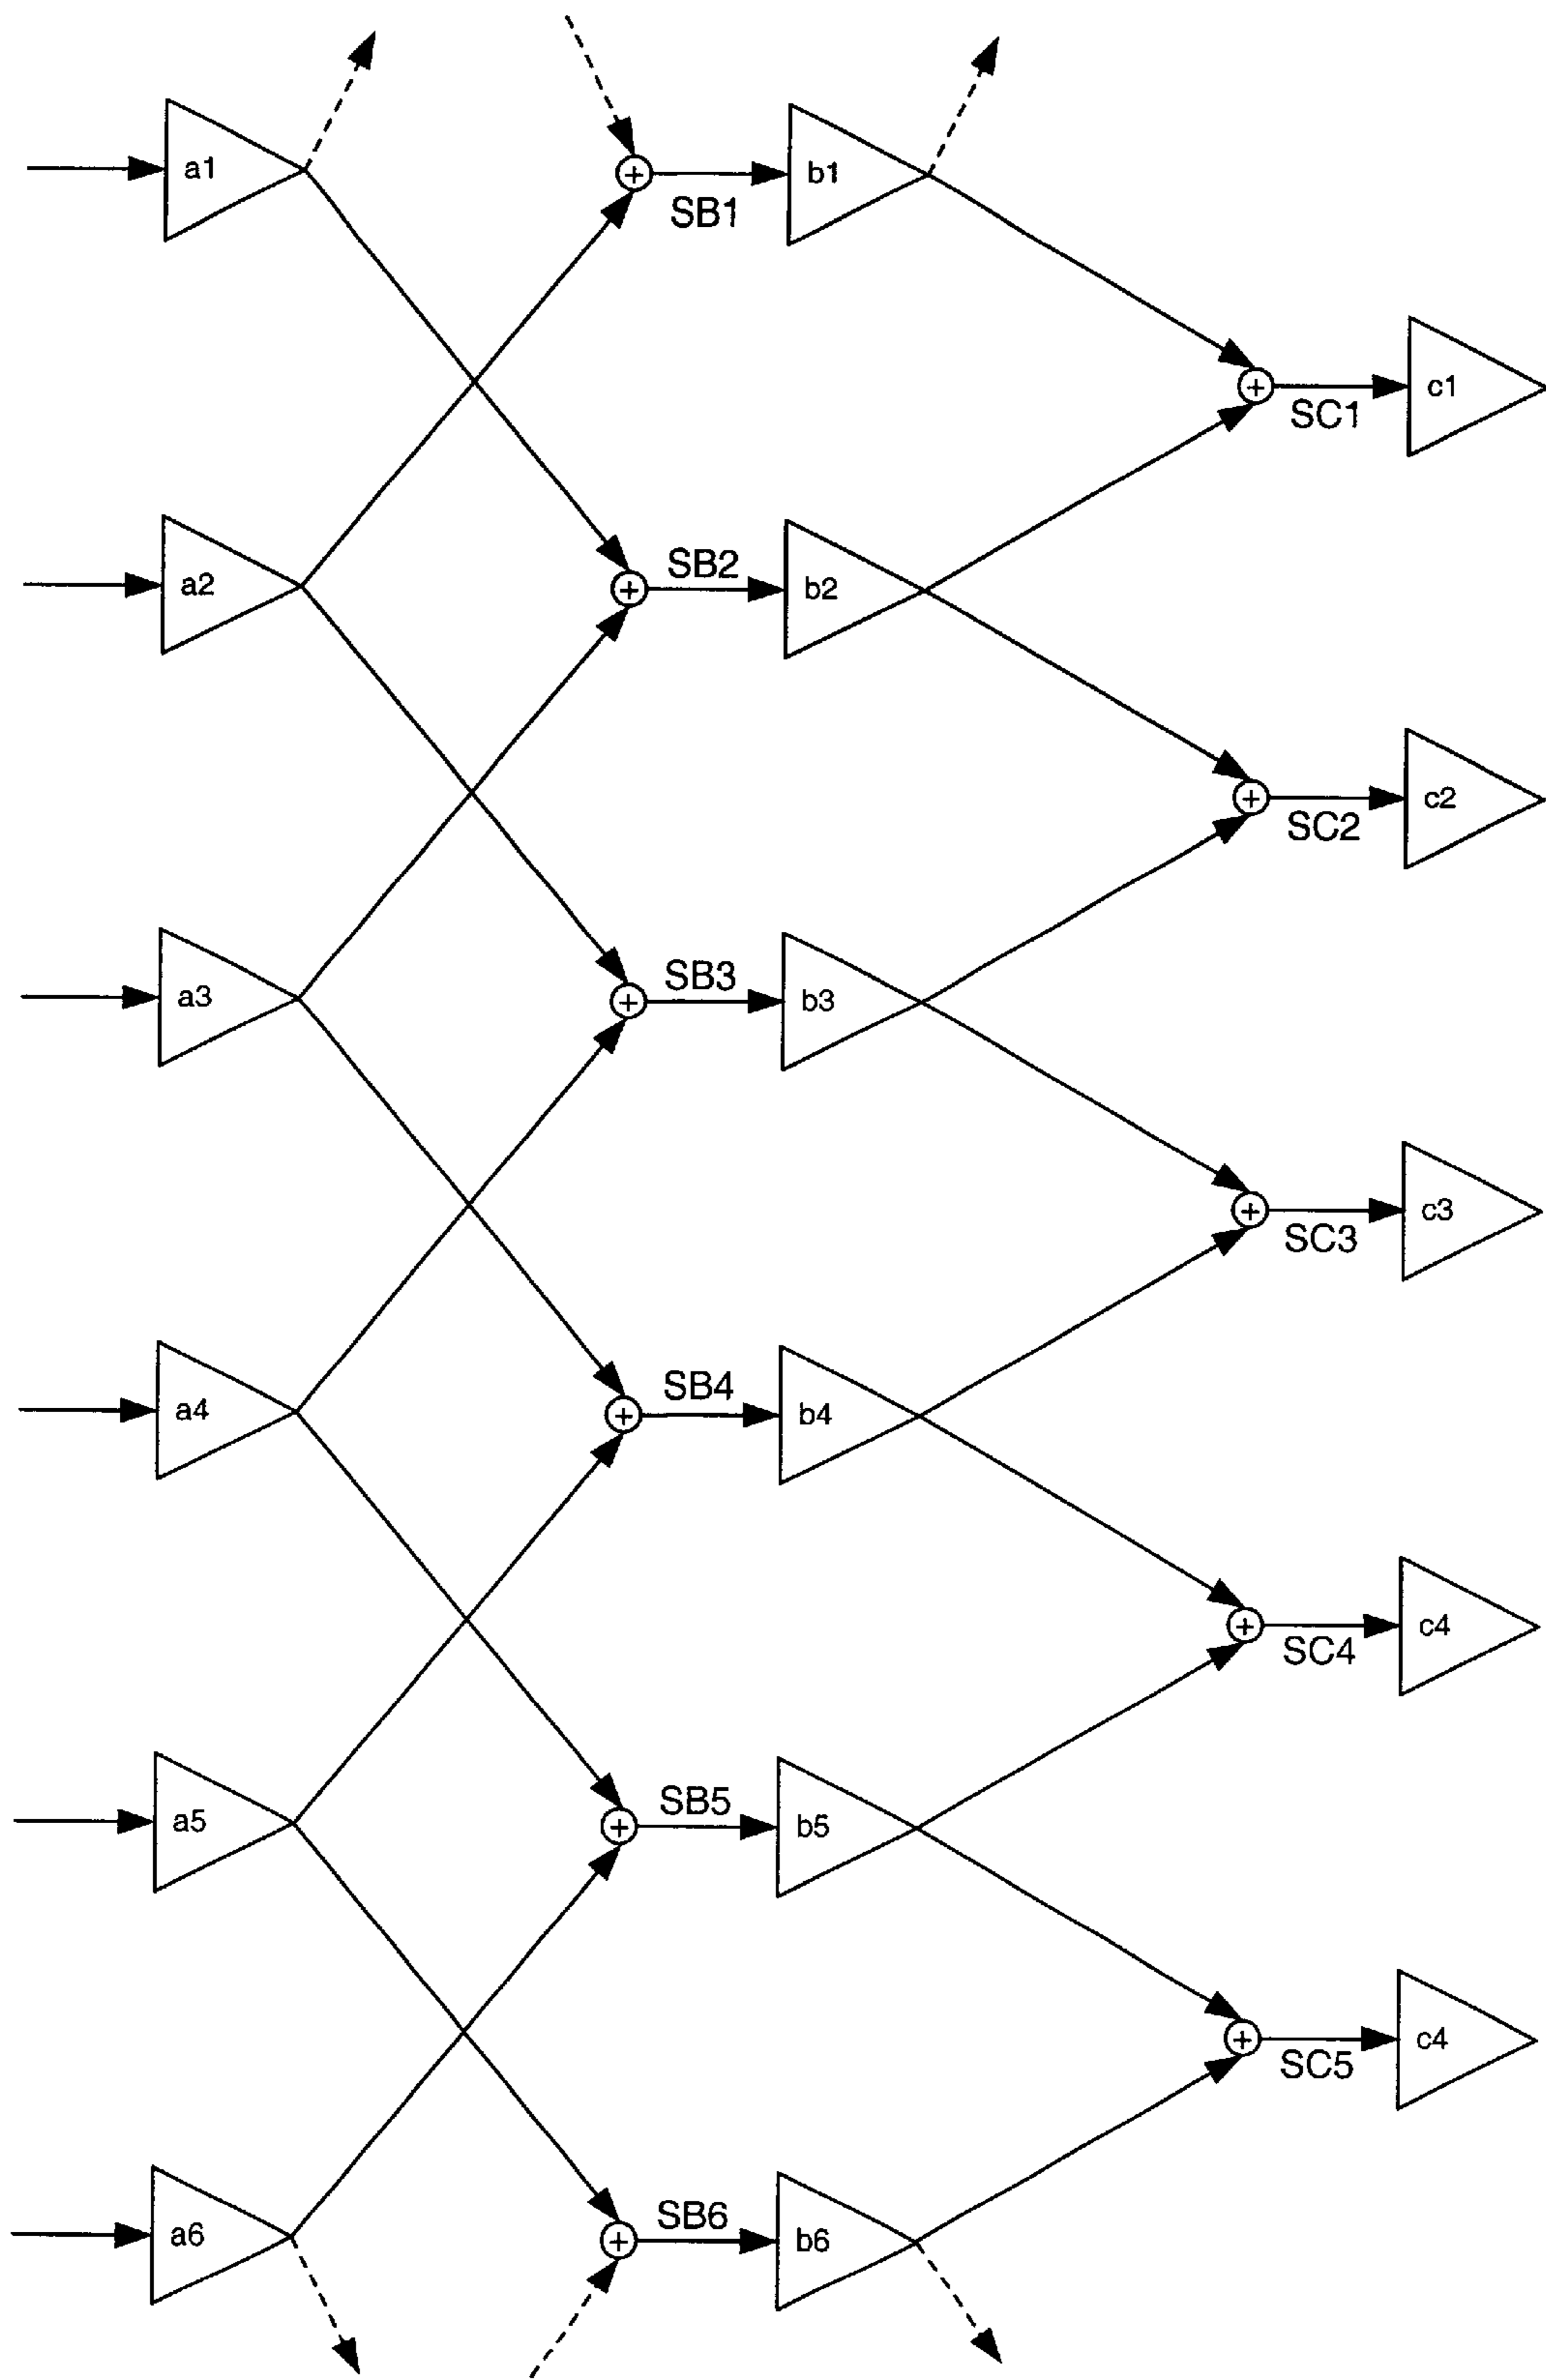 a1
+
SB1
b1
+
SC1
c1
a2
+
SB2
b2
+
SC2
c2
a3
+
SB3
b3
+
SC3
c3
a4
+
SB4
b4
+
SC4
c4
a5
+
SB5
b5
+
SC5
c4
a6
+
SB6
b6